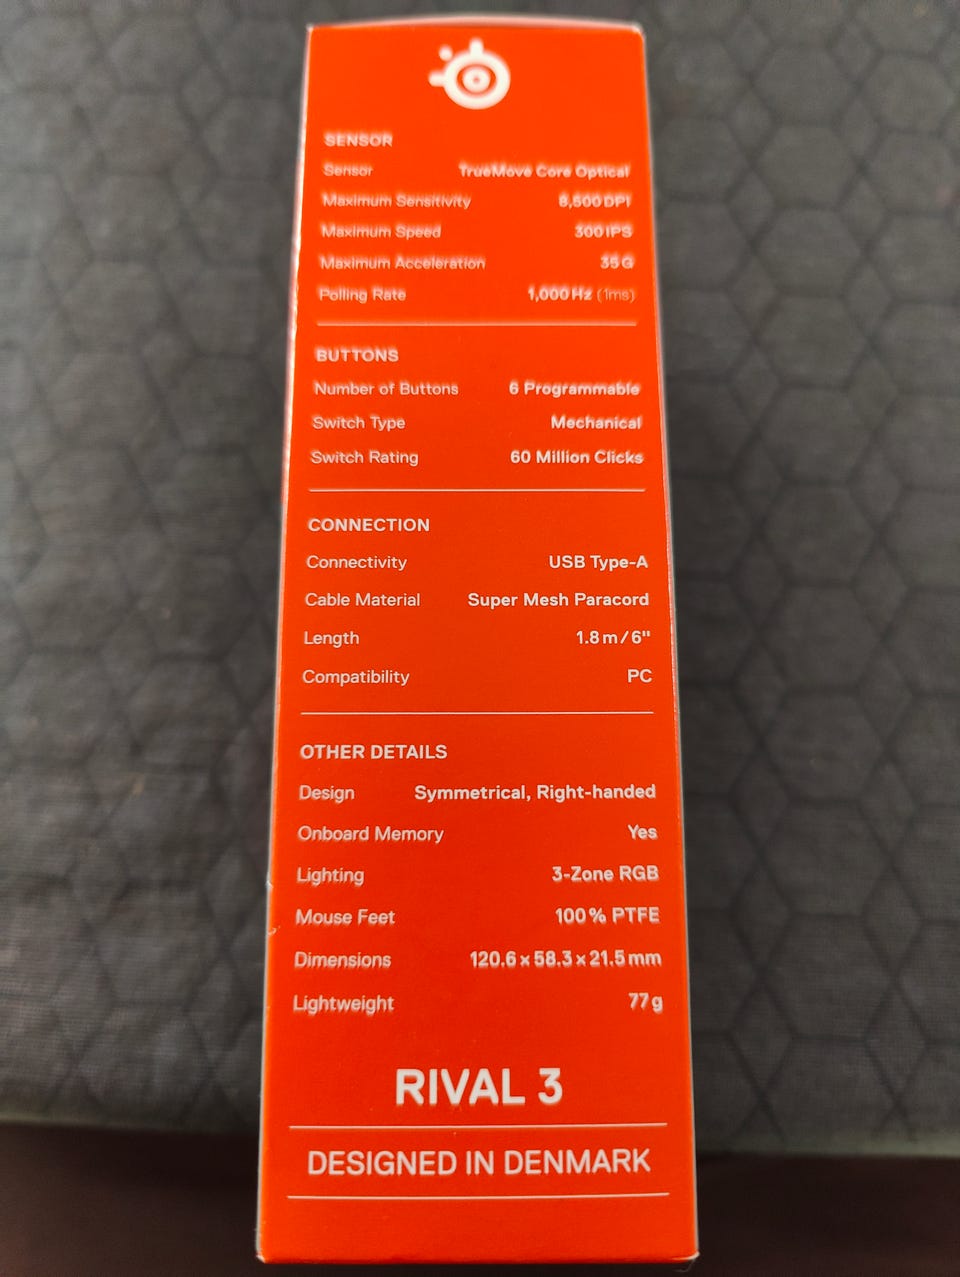 SENSOR
Sensor TrueMove Core Optical
Maximum Sensitivity 8,500 DPI
Maximum Speed 300 IPS
Maximum Acceleration 35 G
Polling Rate 1,000 Hz (1ms)
BUTTONS
Number of Buttons 6 Programmable
Switch Type Mechanical
Switch Rating 60 Million Clicks
CONNECTION
Connectivity USB Type-A
Cable Material Super Mesh Paracord
Length 1.8 m / 6"
Compatibility PC
OTHER DETAILS
Design Symmetrical, Right-handed
Onboard Memory Yes
Lighting 3-Zone RGB
Mouse Feet 100 % PTFE
Dimensions 120.6 x 58.3 x 21.5 mm
Lightweight 77 g
RIVAL 3
DESIGNED IN DENMARK